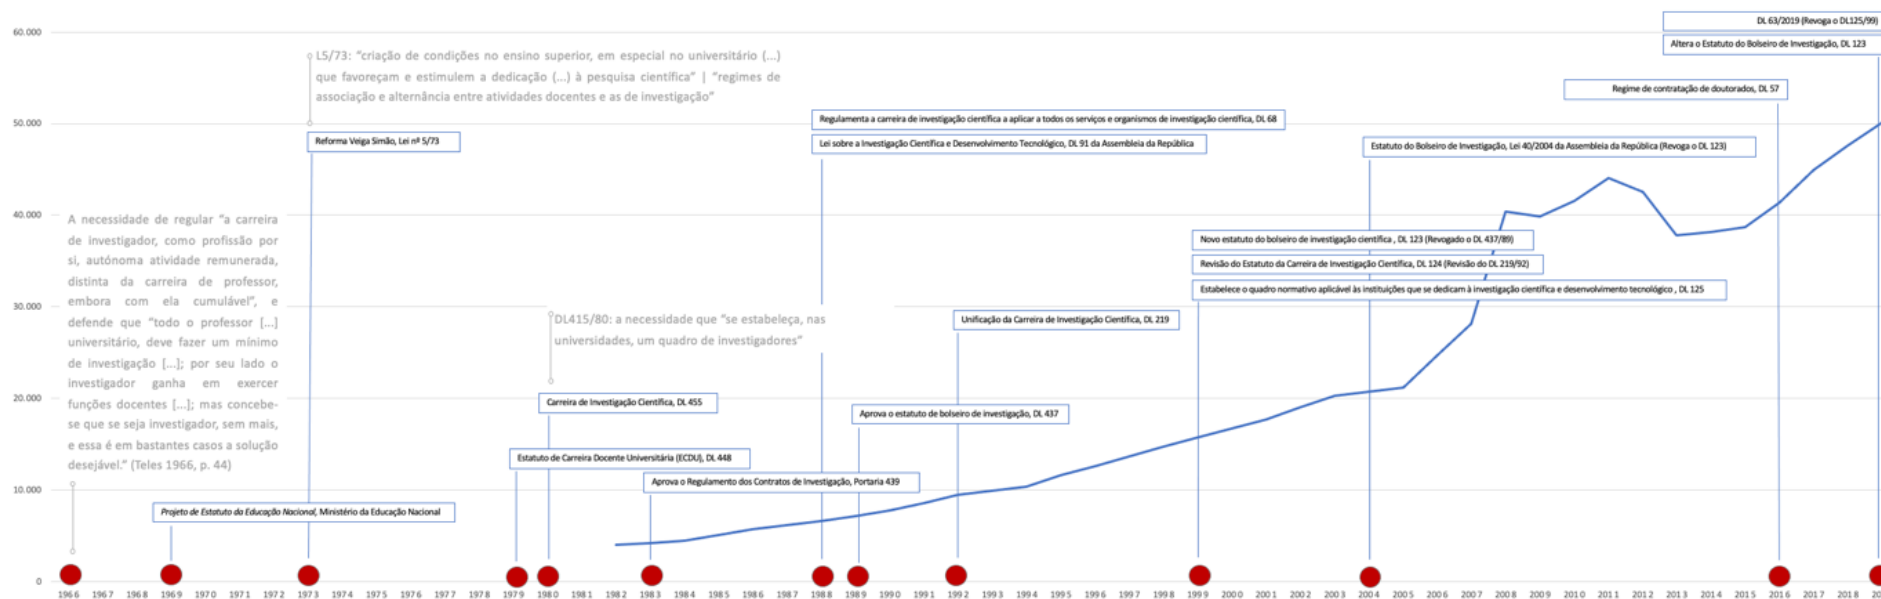 DL 63/2019 (Revoga o DL125/99)
60.000
Altera o Estatuto do Bolseiro de Investigação, DL 123
L5/73: “criação de condições no ensino superior, em especial no universitário (...)
que favoreçam e estimulem a dedicação (...) à pesquisa científica” | “regimes de
associação e alternância entre atividades docentes e as de investigação”
Regime de contratação de doutorados, DL 57
50.000
Regulamenta a carreira de investigação científica a aplicar a todos os serviços e organismos de investigação científica, DL 68
Reforma Veiga Simão, Lei nº 5/73
Lei sobre a Investigação Científica e Desenvolvimento Tecnológico, DL 91 da Assembleia da República
Estatuto do Bolseiro de Investigação, Lei 40/2004 da Assembleia da República (Revoga o DL 123)
40.000
A necessidade de regular “a carreira
de investigador, como profissão por
si, autónoma atividade remunerada,
distinta da carreira de professor,
embora com ela cumulável”, e
defende que “todo o professor [...]
universitário, deve fazer um mínimo
de investigação [...]; por seu lado o
investigador ganha em exercer
funções docentes [...]; mas concebe-
se que se seja investigador, sem mais,
e essa é em bastantes casos a solução
desejável.” (Teles 1966, p. 44)
Novo estatuto do bolseiro de investigação científica , DL 123 (Revogado o DL 437/89)
Revisão do Estatuto da Carreira de Investigação Científica, DL 124 (Revisão do DL 219/92)
Estabelece o quadro normativo aplicável às instituições que se dedicam à investigação científica e desenvolvimento tecnológico , DL 125
30.000
DL415/80: a necessidade que “se estabeleça, nas
universidades, um quadro de investigadores”
Unificação da Carreira de Investigação Científica, DL 219
20.000
Carreira de Investigação Científica, DL 455
Aprova o estatuto de bolseiro de investigação, DL 437
Estatuto de Carreira Docente Universitária (ECDU), DL 448
Aprova o Regulamento dos Contratos de Investigação, Portaria 439
10.000
Projeto de Estatuto da Educação Nacional, Ministério da Educação Nacional
0
1966 1967 1968 1969 1970 1971 1972 1973 1974 1975 1976 1977 1978 1979 1980 1981 1982 1983 1984 1985 1986 1987 1988 1989 1990 1991 1992 1993 1994 1995 1996 1997 1998 1999 2000 2001 2002 2003 2004 2005 2006 2007 2008 2009 2010 2011 2012 2013 2014 2015 2016 2017 2018